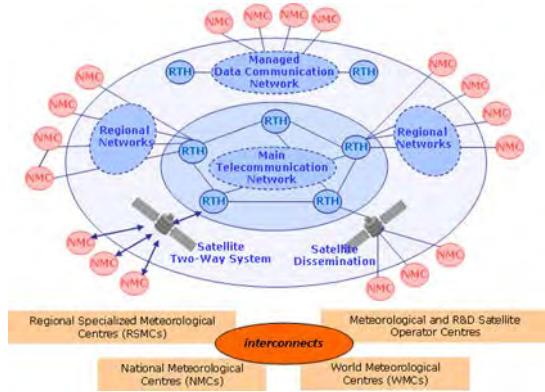 NMC
NMC
NMC
NMC
NMC
NMC
Managed
Data Communication
Network
RTH
RTH
NMC
NMC
NMC
NMC
RTH
Regional
Networks
Regional
Networks
NMC
NMC
RTH
RTH
NMC
Main
Telecommunication
Network
NMC
RTH
RTH
Satellite
Two-Way System
Satellite
Dissemination
NMC
NMC
NMC
NMC
NMC
NMC
Regional Specialized Meteorological
Centres (RSMCs)
Meteorological and R&D Satellite
Operator Centres
interconnects
National Meteorological
Centres (NMCs)
World Meteorological
Centres (WMCs)